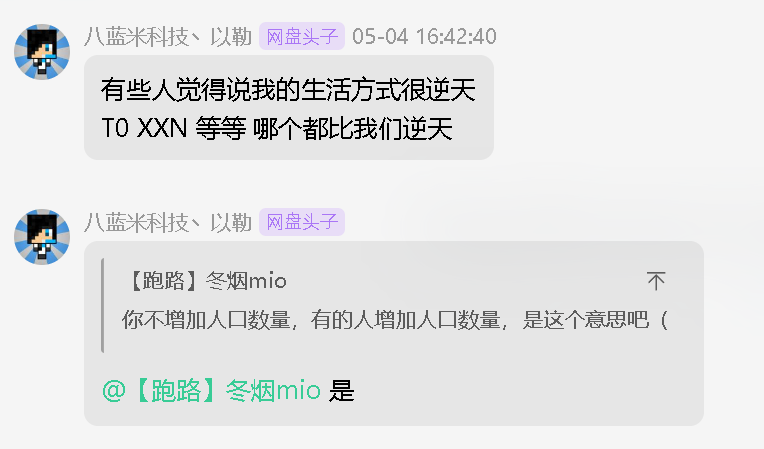 八蓝米科技丶以勒 网盘头子 05-04 16:42:40
有些人觉得说我的生活方式很逆天
T0 XXN 等等 哪个都比我们逆天
八蓝米科技丶以勒 网盘头子
【跑路】冬烟mio
你不增加人口数量，有的人增加人口数量，是这个意思吧（
@【跑路】冬烟mio 是